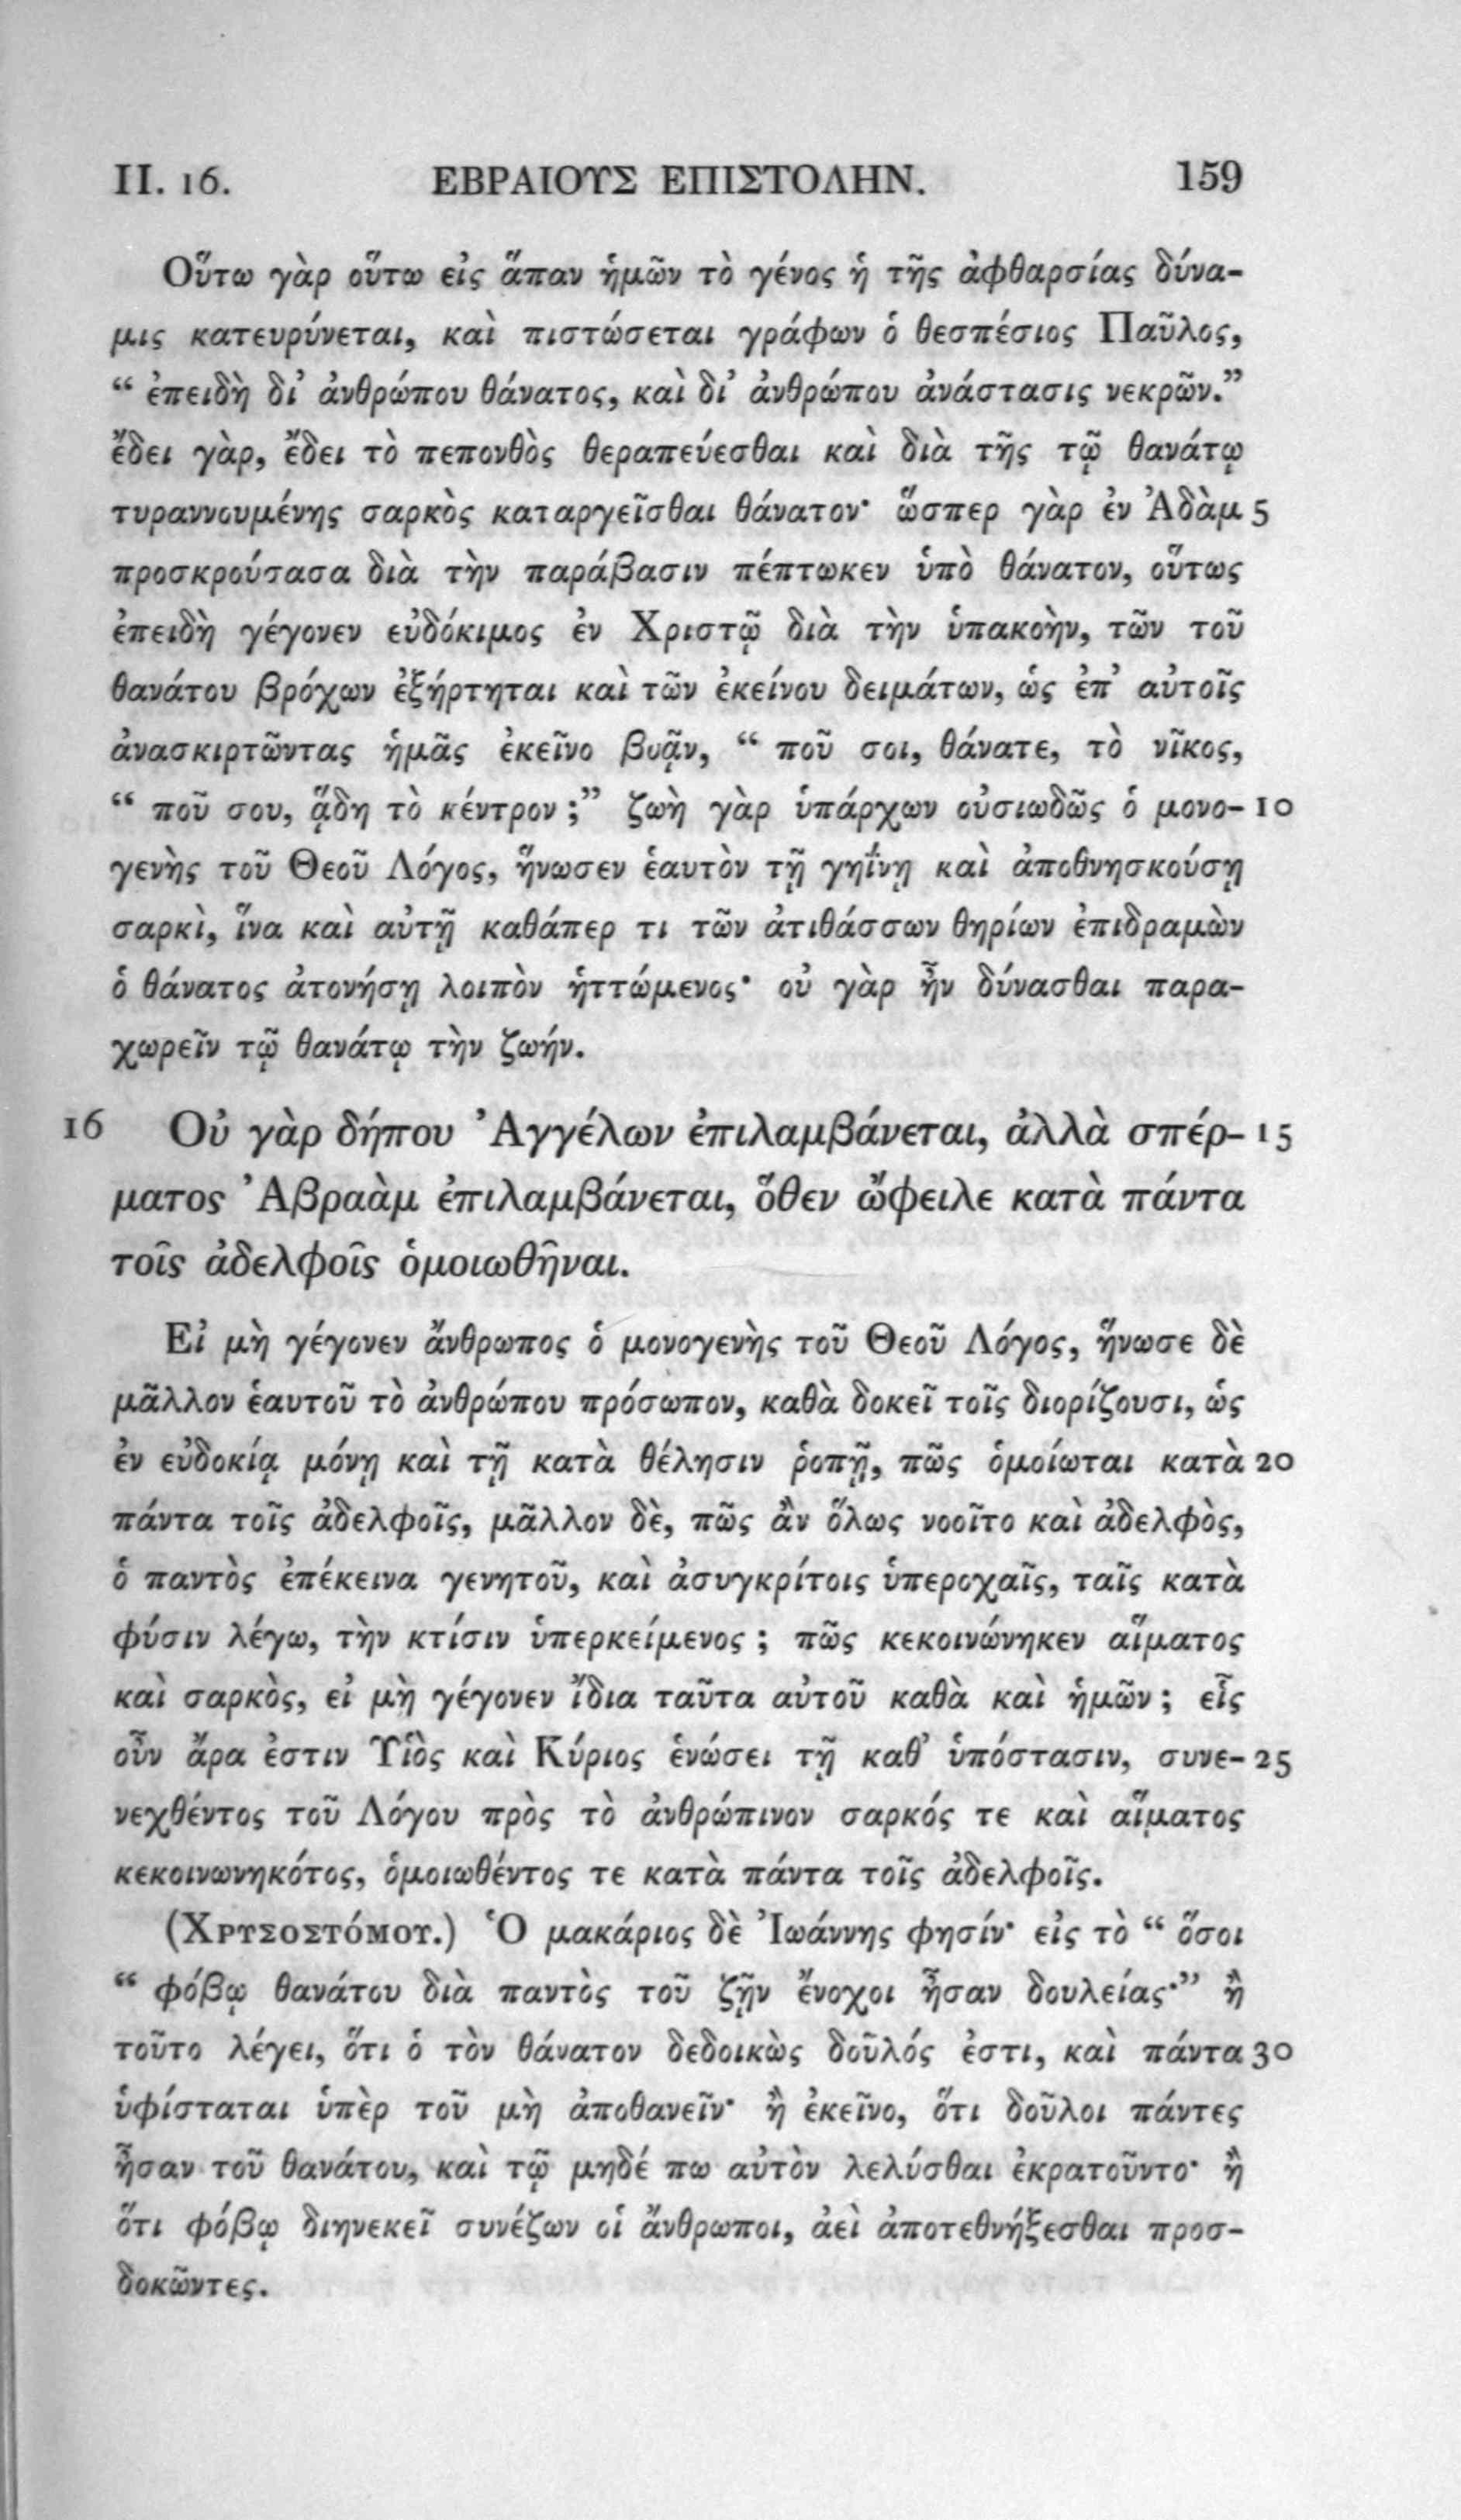 II. 16. ΕΒΡΑΙΟΥΣ ΕΠΙΣΤΟΛΗΝ. 159
Οὕτω γὰρ οὕτω εἰς ἅπαν ἡμῶν τὸ γένος ἡ τῆς ἀφθαρσίας δύνα-
μις κατευρύνεται, καὶ πιστώσεται γράφων ὁ θεσπέσιος Παῦλος,
“ ἐπειδὴ δι’ ἀνθρώπου θάνατος, καὶ δι’ ἀνθρώπου ἀνάστασις νεκρῶν.”
ἔδει γὰρ, ἔδει τὸ πεπονθὸς θεραπεύεσθαι καὶ διὰ τῆς τῷ θανάτῳ
τυραννουμένης σαρκὸς καταργεῖσθαι θάνατον· ὥσπερ γὰρ ἐν Ἀδὰμ 5
προσκρούσασα διὰ τὴν παράβασιν πέπτωκεν ὑπὸ θάνατον, οὕτως
ἐπειδὴ γέγονεν εὐδόκιμος ἐν Χριστῷ διὰ τὴν ὑπακοὴν, τῶν τοῦ
θανάτου βρόχων ἐξήρτηται καὶ τῶν ἐκείνου δειμάτων, ὡς ἐπ’ αὐτοῖς
ἀνασκιρτῶντας ἡμᾶς ἐκεῖνο βυᾷν, “ ποῦ σοι, θάνατε, τὸ νῖκος,
“ ποῦ σου, ᾅδη τὸ κέντρον ;” ζωὴ γὰρ ὑπάρχων οὐσιωδῶς ὁ μονο- 10
γενὴς τοῦ Θεοῦ Λόγος, ἥνωσεν ἑαυτὸν τῇ γηΐνῃ καὶ ἀποθνησκούσῃ
σαρκὶ, ἵνα καὶ αὐτῇ καθάπερ τι τῶν ἀτιθάσσων θηρίων ἐπιδραμὼν
ὁ θάνατος ἀτονήσῃ λοιπὸν ἡττώμενος· οὐ γὰρ ἦν δύνασθαι παρα-
χωρεῖν τῷ θανάτῳ τὴν ζωήν.
16 Οὐ γὰρ δήπου Ἀγγέλων ἐπιλαμβάνεται, ἀλλὰ σπέρ- 15
ματος Ἀβραὰμ ἐπιλαμβάνεται, ὅθεν ὤφειλε κατὰ πάντα
τοῖς ἀδελφοῖς ὁμοιωθῆναι.
Εἰ μὴ γέγονεν ἄνθρωπος ὁ μονογενὴς τοῦ Θεοῦ Λόγος, ἥνωσε δὲ
μᾶλλον ἑαυτοῦ τὸ ἀνθρώπου πρόσωπον, καθὰ δοκεῖ τοῖς διορίζουσι, ὡς
ἐν εὐδοκίᾳ μόνῃ καὶ τῇ κατὰ θέλησιν ῥοπῇ, πῶς ὁμοίωται κατὰ 20
πάντα τοῖς ἀδελφοῖς, μᾶλλον δὲ, πῶς ἂν ὅλως νοοῖτο καὶ ἀδελφὸς,
ὁ παντὸς ἐπέκεινα γενητοῦ, καὶ ἀσυγκρίτοις ὑπεροχαῖς, ταῖς κατὰ
φύσιν λέγω, τὴν κτίσιν ὑπερκείμενος ; πῶς κεκοινώνηκεν αἵματος
καὶ σαρκὸς, εἰ μὴ γέγονεν ἴδια ταῦτα αὐτοῦ καθὰ καὶ ἡμῶν ; εἷς
οὖν ἄρα ἐστιν Υἱὸς καὶ Κύριος ἑνώσει τῇ καθ’ ὑπόστασιν, συνε- 25
νεχθέντος τοῦ Λόγου πρὸς τὸ ἀνθρώπινον σαρκός τε καὶ αἵματος
κεκοινωνηκότος, ὁμοιωθέντος τε κατὰ πάντα τοῖς ἀδελφοῖς.
(Χρυσοστόμου.) Ὁ μακάριος δὲ Ἰωάννης φησίν· εἰς τὸ “ ὅσοι
“ φόβῳ θανάτου διὰ παντὸς τοῦ ζῇν ἔνοχοι ἦσαν δουλείας·” ἢ
τοῦτο λέγει, ὅτι ὁ τὸν θάνατον δεδοικὼς δοῦλός ἐστι, καὶ πάντα 30
ὑφίσταται ὑπὲρ τοῦ μὴ ἀποθανεῖν· ἢ ἐκεῖνο, ὅτι δοῦλοι πάντες
ἦσαν τοῦ θανάτου, καὶ τῷ μηδέ πω αὐτὸν λελύσθαι ἐκρατοῦντο· ἢ
ὅτι φόβῳ διηνεκεῖ συνέζων οἱ ἄνθρωποι, ἀεὶ ἀποτεθνήξεσθαι προσ-
δοκῶντες.